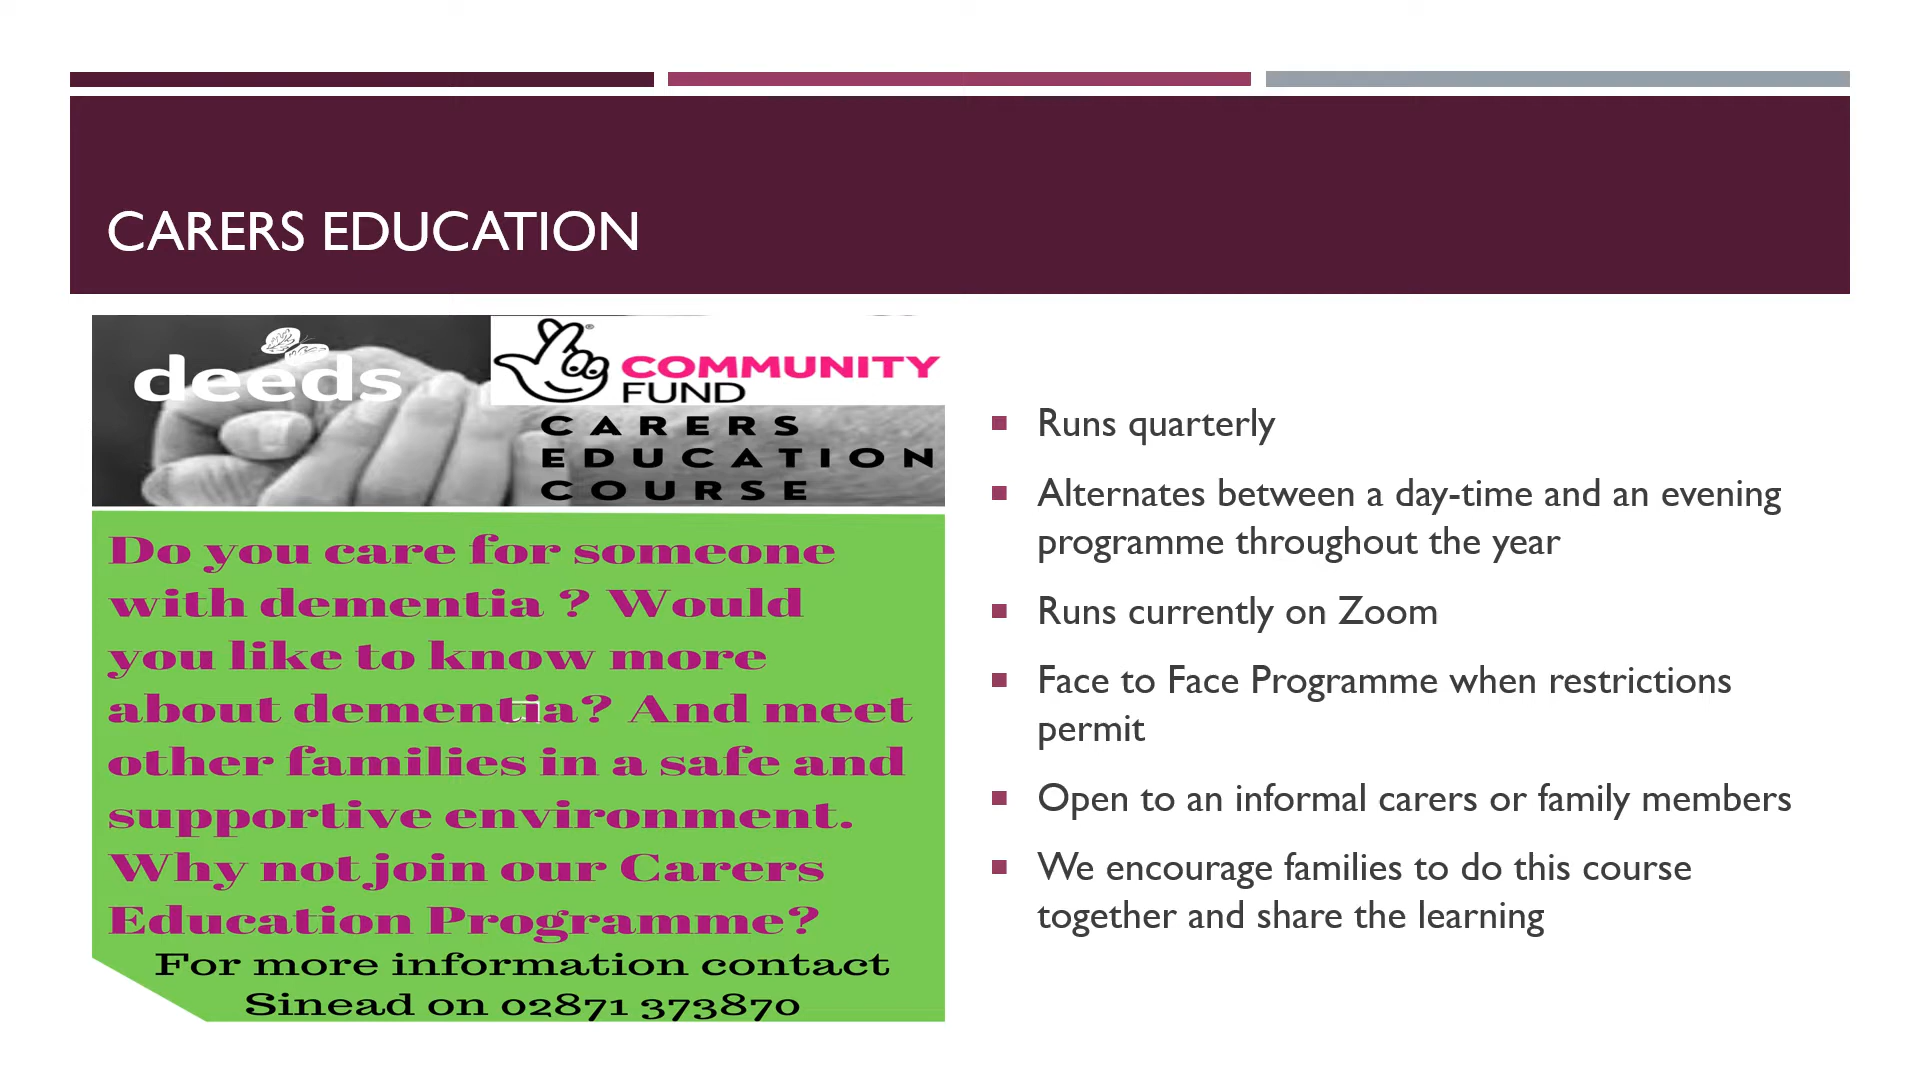 CARERS EDUCATION
deeds
COMMUNITY
FUND
CARERS
EDUCATION
COURSE
Do you care for someone
with dementia ? Would
you like to know more
about dementia? And meet
other families in a safe and
supportive environment.
Why not join our Carers
Education Programme?
For more information contact
Sinead on 02871 373870
Runs quarterly
Alternates between a day-time and an evening
programme throughout the year
Runs currently on Zoom
Face to Face Programme when restrictions
permit
Open to an informal carers or family members
We encourage families to do this course
together and share the learning